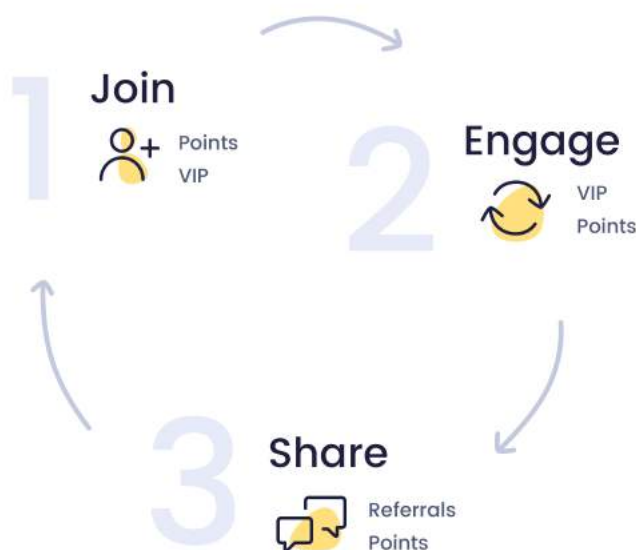 1
Join
Points
VIP
2
Engage
VIP
Points
3
Share
Referrals
Points